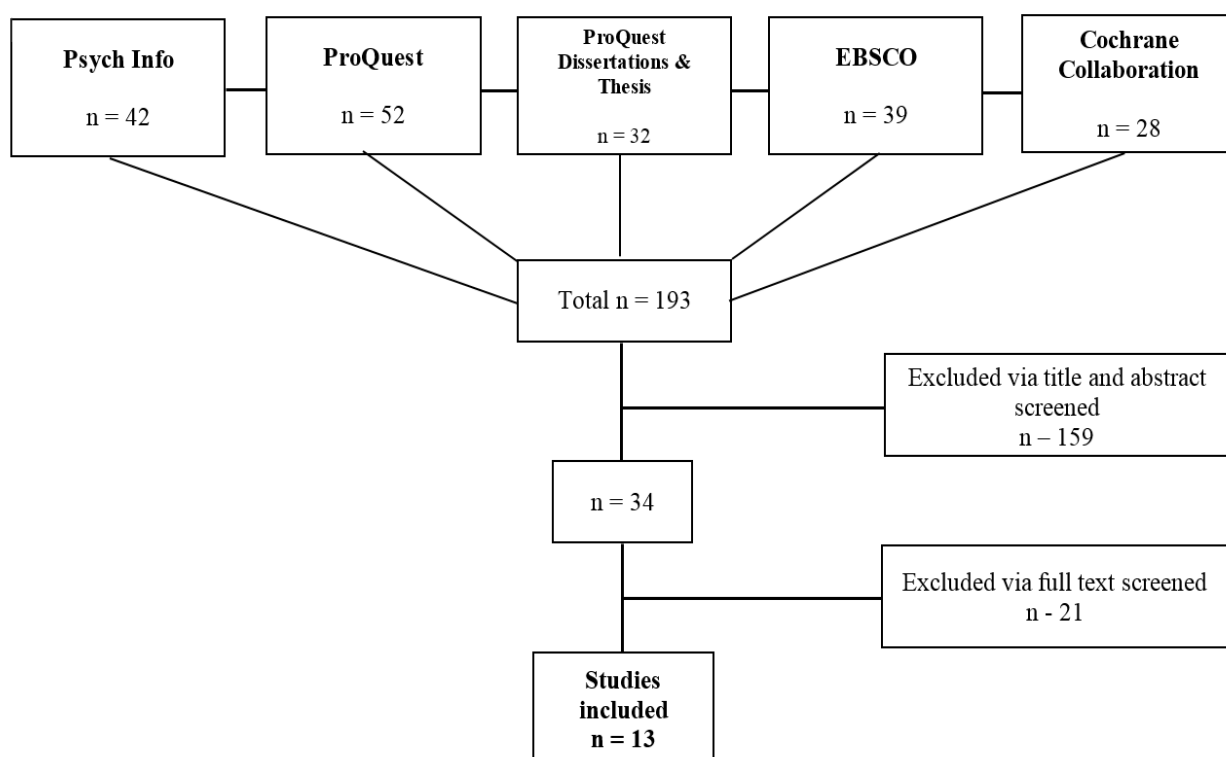 Psych Info
n = 42
ProQuest
n = 52
ProQuest
Dissertations &
Thesis
n = 32
EBSCO
n = 39
Cochrane
Collaboration
n = 28
Total n = 193
Excluded via title and abstract
screened
n – 159
n = 34
Excluded via full text screened
n - 21
Studies
included
n = 13